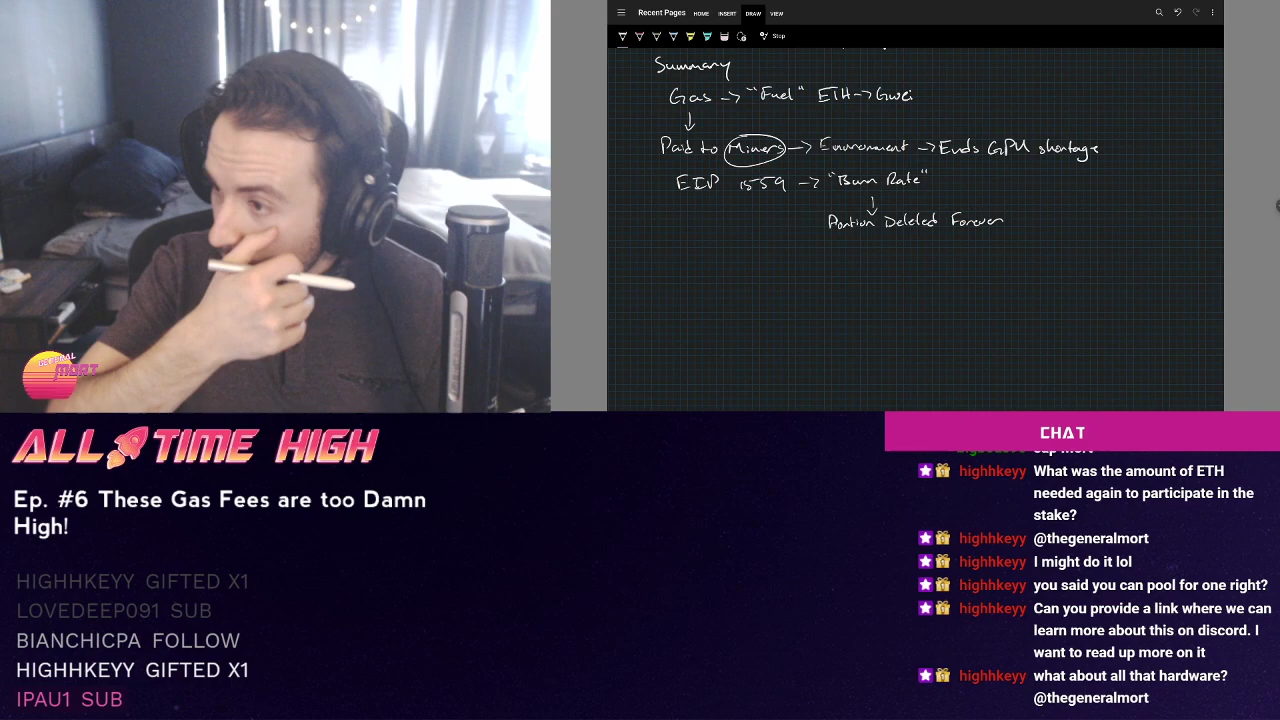 Recent Pages HOME INSERT DRAW VIEW
Stop
Summary
Gas -> "Fuel" ETH -> Gwei
Paid to Miners -> Environment -> Ends GPU shortage
EIP 1559 -> "Burn Rate"
Portion Deleted Forever
GENERAL
MORT
ALL TIME HIGH
Ep. #6 These Gas Fees are too Damn
High!
HIGHHKEYY GIFTED X1
LOVEDEEP091 SUB
BIANCHICPA FOLLOW
HIGHHKEYY GIFTED X1
IPAU1 SUB
CHAT
highhkeyy What was the amount of ETH
needed again to participate in the
stake?
highhkeyy @thegeneralmort
highhkeyy I might do it lol
highhkeyy you said you can pool for one right?
highhkeyy Can you provide a link where we can
learn more about this on discord. I
want to read up more on it
highhkeyy what about all that hardware?
@thegeneralmort